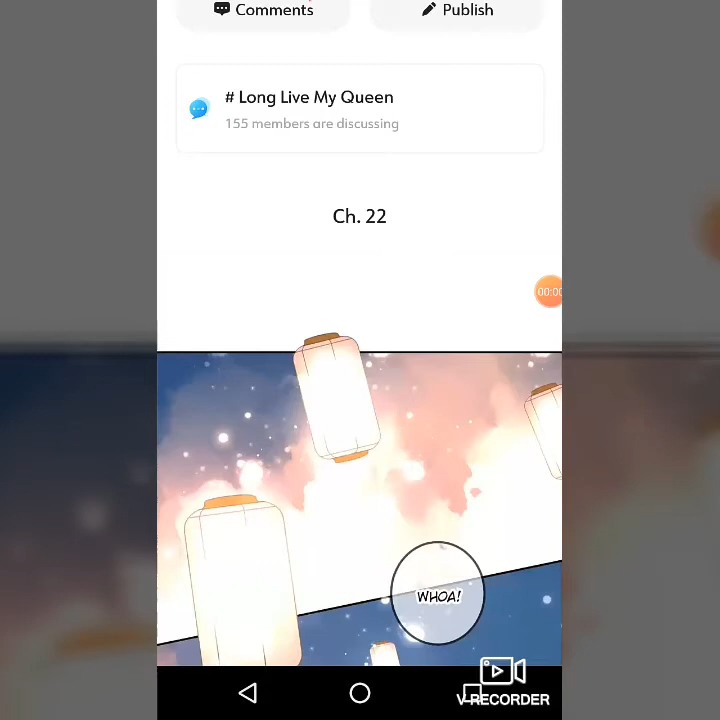 Comments
Publish
# Long Live My Queen
155 members are discussing
Ch. 22
WHOA!
V RECORDER